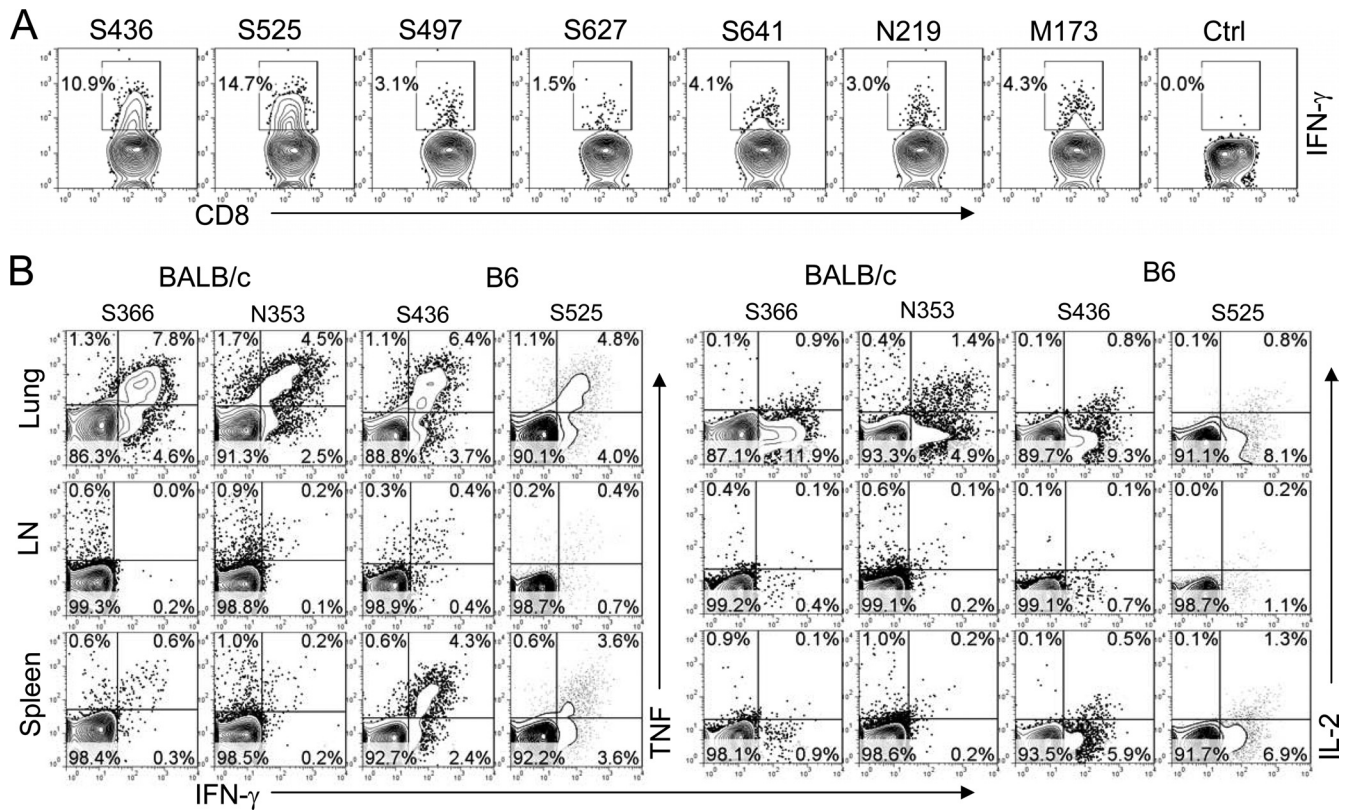 A
S436 S525 S497 S627 S641 N219 M173 Ctrl
10.9% 14.7% 3.1% 1.5% 4.1% 3.0% 4.3% 0.0%
IFN-γ
CD8
B
BALB/c B6 BALB/c B6
S366 N353 S436 S525 S366 N353 S436 S525
Lung
1.3% 7.8% 1.7% 4.5% 1.1% 6.4% 1.1% 4.8% 0.1% 0.9% 0.4% 1.4% 0.1% 0.8% 0.1% 0.8%
86.3% 4.6% 91.3% 2.5% 88.8% 3.7% 90.1% 4.0% 87.1% 11.9% 93.3% 4.9% 89.7% 9.3% 91.1% 8.1%
LN
0.6% 0.0% 0.9% 0.2% 0.3% 0.4% 0.2% 0.4% 0.4% 0.1% 0.6% 0.1% 0.1% 0.1% 0.0% 0.2%
99.3% 0.2% 98.8% 0.1% 98.9% 0.4% 98.7% 0.7% 99.2% 0.4% 99.1% 0.2% 99.1% 0.7% 98.7% 1.1%
Spleen
0.6% 0.6% 1.0% 0.2% 0.6% 4.3% 0.6% 3.6% 0.9% 0.1% 1.0% 0.2% 0.1% 0.5% 0.1% 1.3%
98.4% 0.3% 98.5% 0.2% 92.7% 2.4% 92.2% 3.6% 98.1% 0.9% 98.6% 0.2% 93.5% 5.9% 91.7% 6.9%
TNF
IL-2
IFN-γ